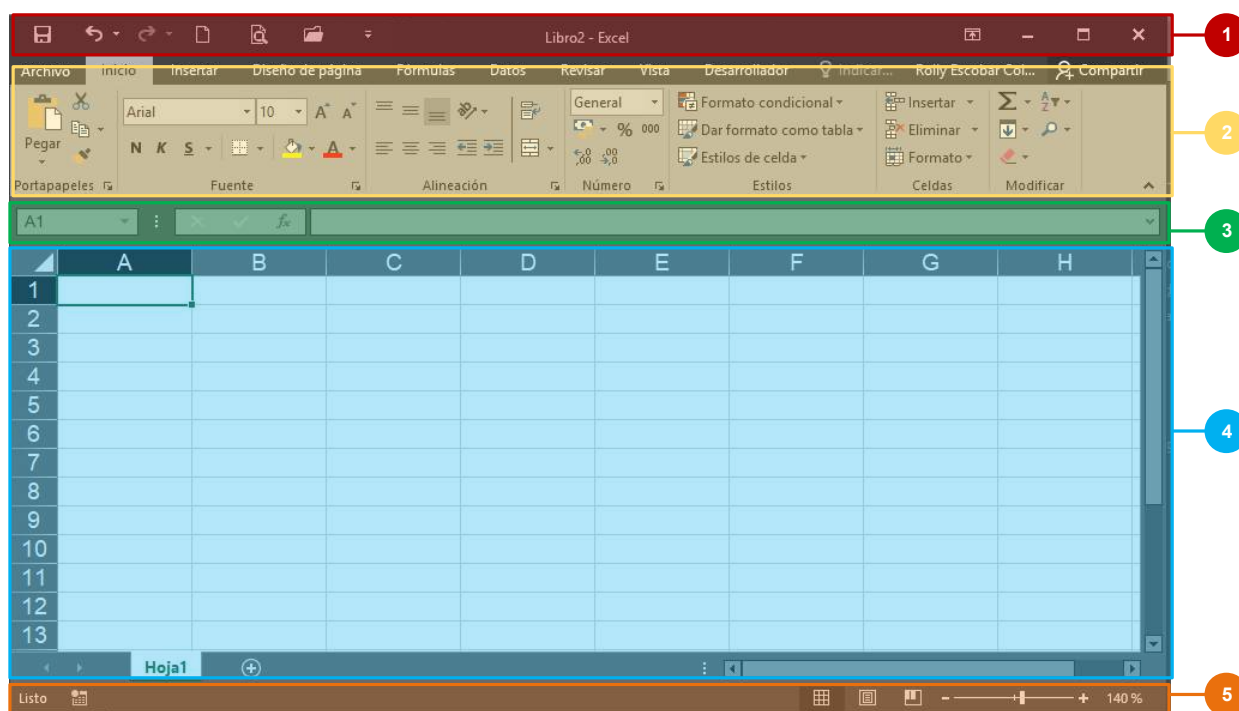 Libro2 - Excel
1
Archivo Inicio Insertar Diseño de página Fórmulas Datos Revisar Vista Desarrollador Indicar... Rolly Escobar Col... Compartir
Pegar
Arial 10 A A
N K S A
General
% 000
Formato condicional
Dar formato como tabla
Estilos de celda
Insertar
Eliminar
Formato
2
Portapapeles Fuente Alineación Número Estilos Celdas Modificar
A1 fx
3
A B C D E F G H
1
2
3
4
5
6
4
7
8
9
10
11
12
13
Hoja1
Listo 140 %
5